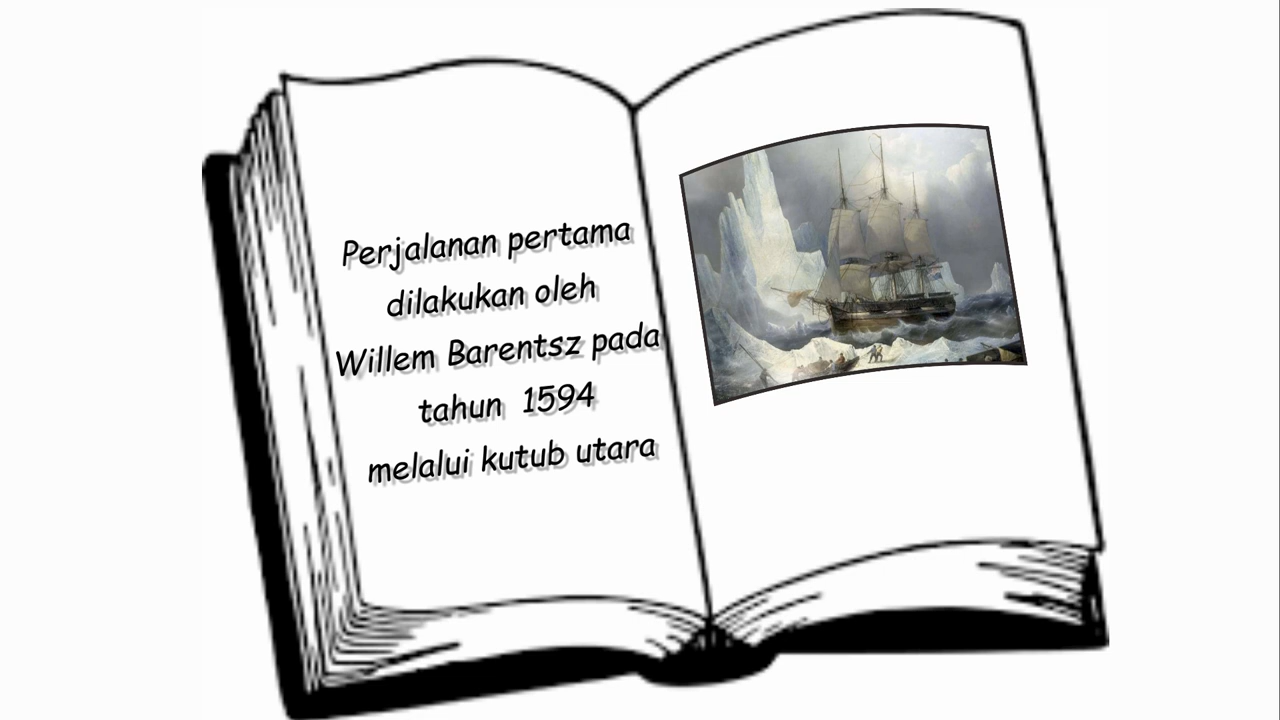 Perjalanan pertama
dilakukan oleh
Willem Barentsz pada
tahun 1594
melalui kutub utara